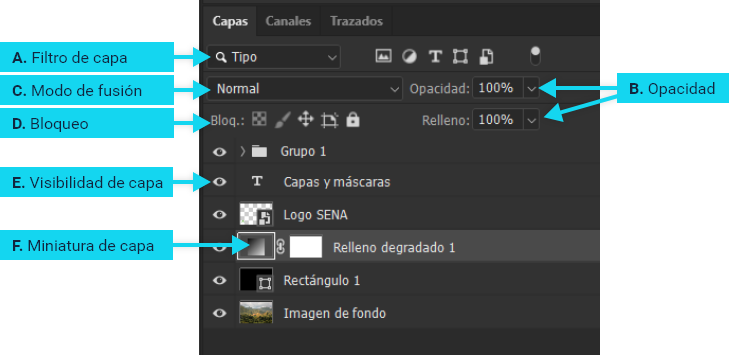 Capas Canales Trazados
A. Filtro de capa
Tipo
C. Modo de fusión
Normal
Opacidad: 100%
B. Opacidad
D. Bloqueo
Bloq.:
Relleno: 100%
Grupo 1
E. Visibilidad de capa
T Capas y máscaras
Logo SENA
F. Miniatura de capa
Relleno degradado 1
Rectángulo 1
Imagen de fondo